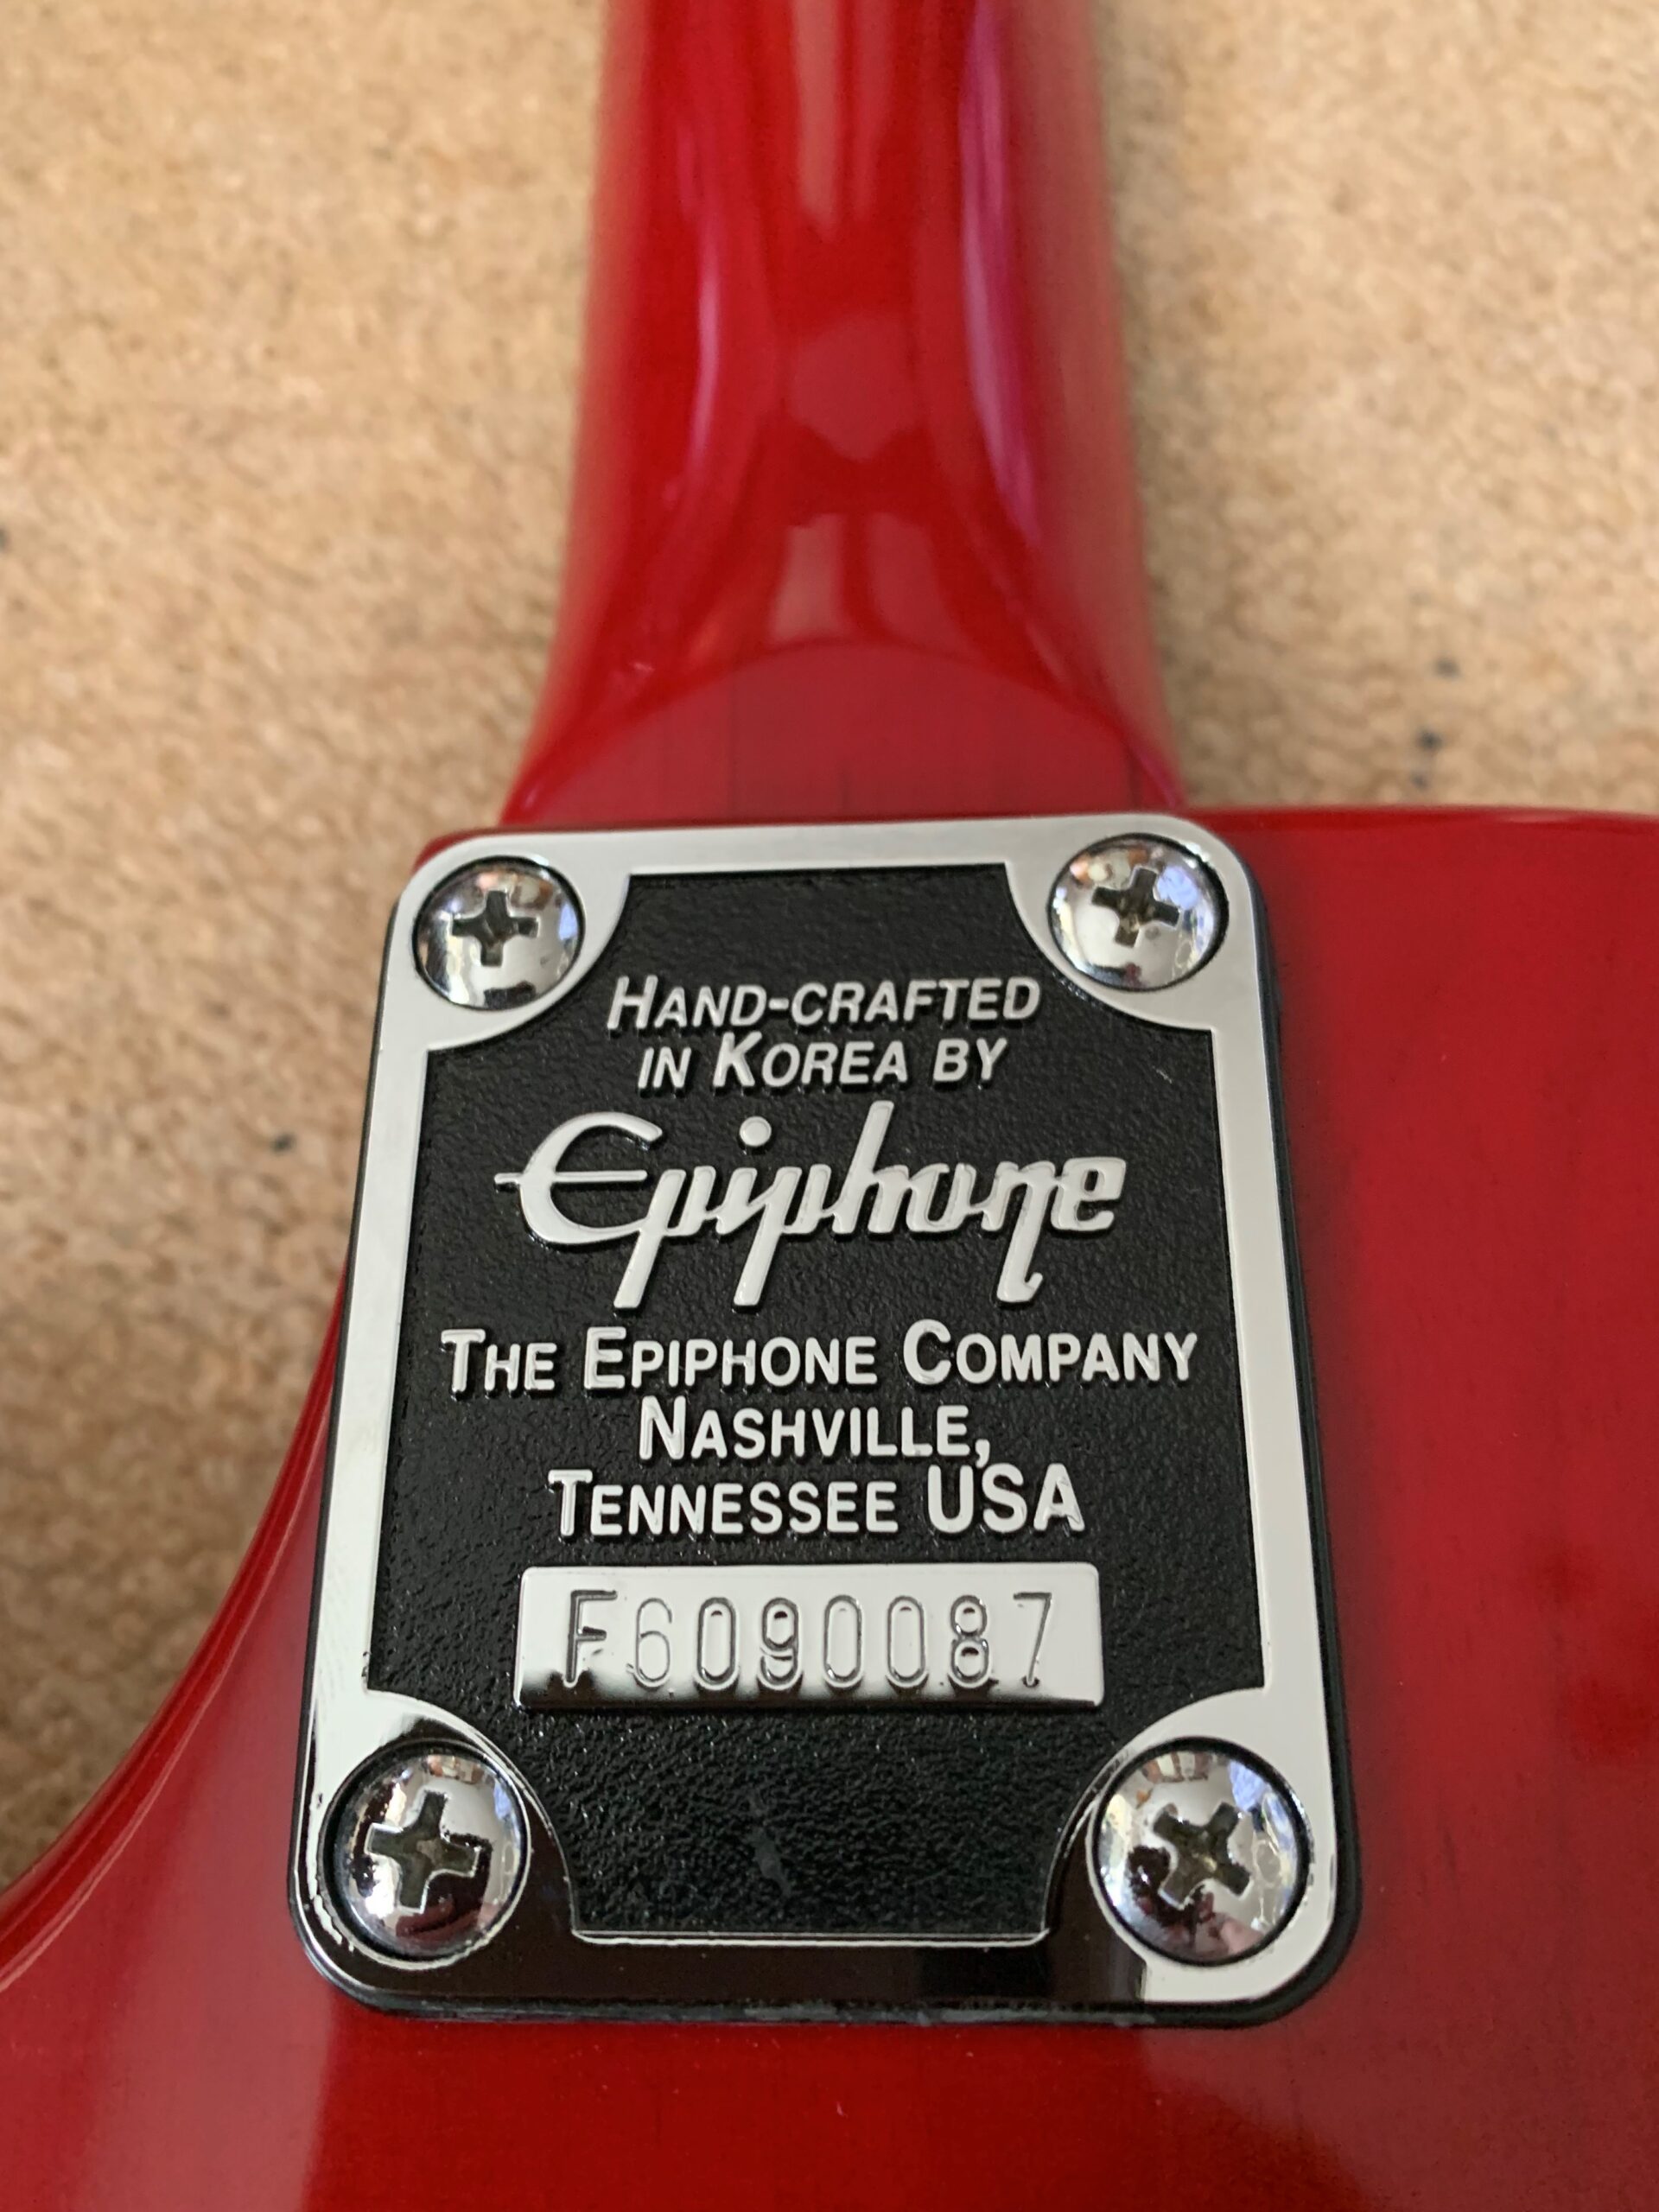 HAND-CRAFTED
IN KOREA BY
Epiphone
THE EPIPHONE COMPANY
NASHVILLE,
TENNESSEE USA
F6090087